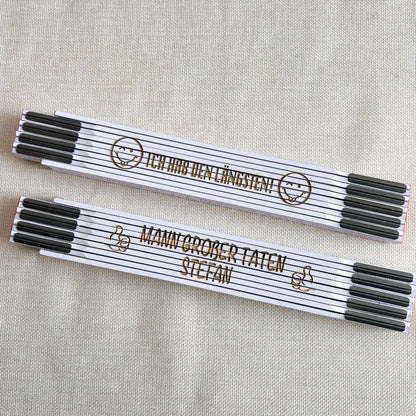 ICH HAB DEN LÄNGSTEN!
MANN GROßER TATEN
STEFAN